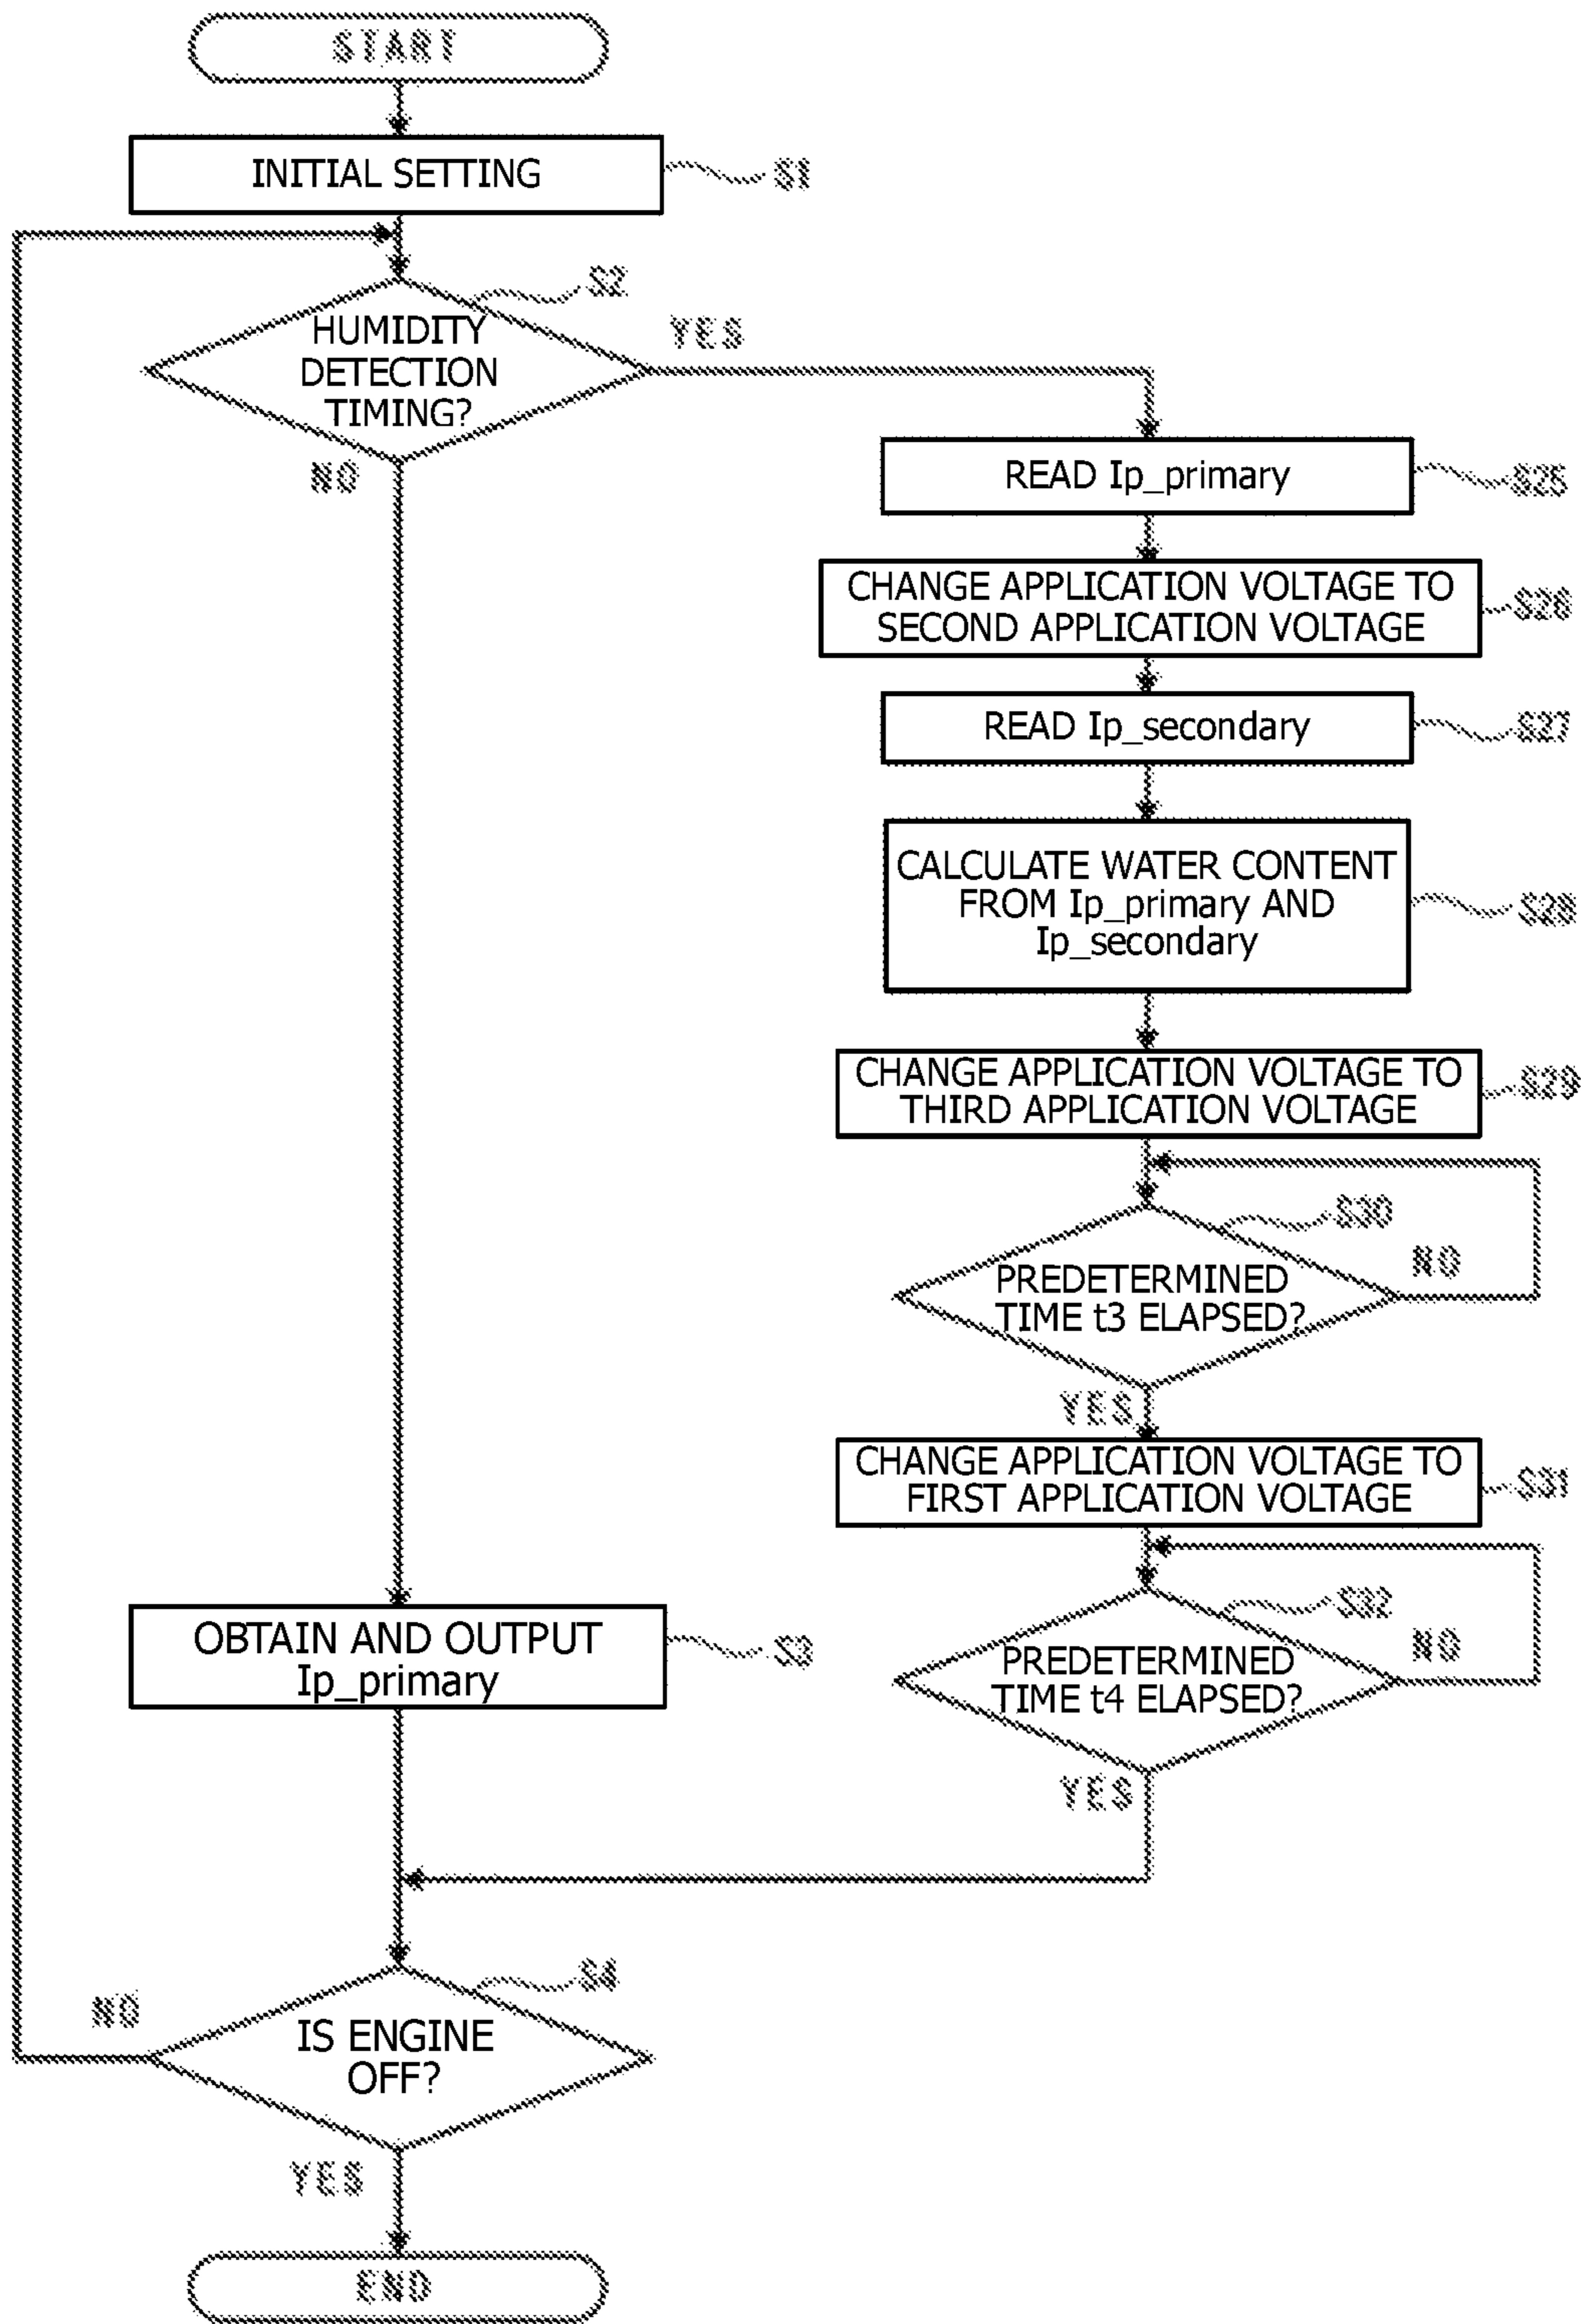 START
INITIAL SETTING
S1
S2
HUMIDITY
DETECTION
TIMING?
YES
NO
READ Ip_primary
S25
CHANGE APPLICATION VOLTAGE TO
SECOND APPLICATION VOLTAGE
S26
READ Ip_secondary
S27
CALCULATE WATER CONTENT
FROM Ip_primary AND
Ip_secondary
S28
CHANGE APPLICATION VOLTAGE TO
THIRD APPLICATION VOLTAGE
S29
S30
PREDETERMINED
TIME t3 ELAPSED?
NO
YES
CHANGE APPLICATION VOLTAGE TO
FIRST APPLICATION VOLTAGE
S31
S32
PREDETERMINED
TIME t4 ELAPSED?
NO
YES
OBTAIN AND OUTPUT
Ip_primary
S3
S4
IS ENGINE
OFF?
NO
YES
END